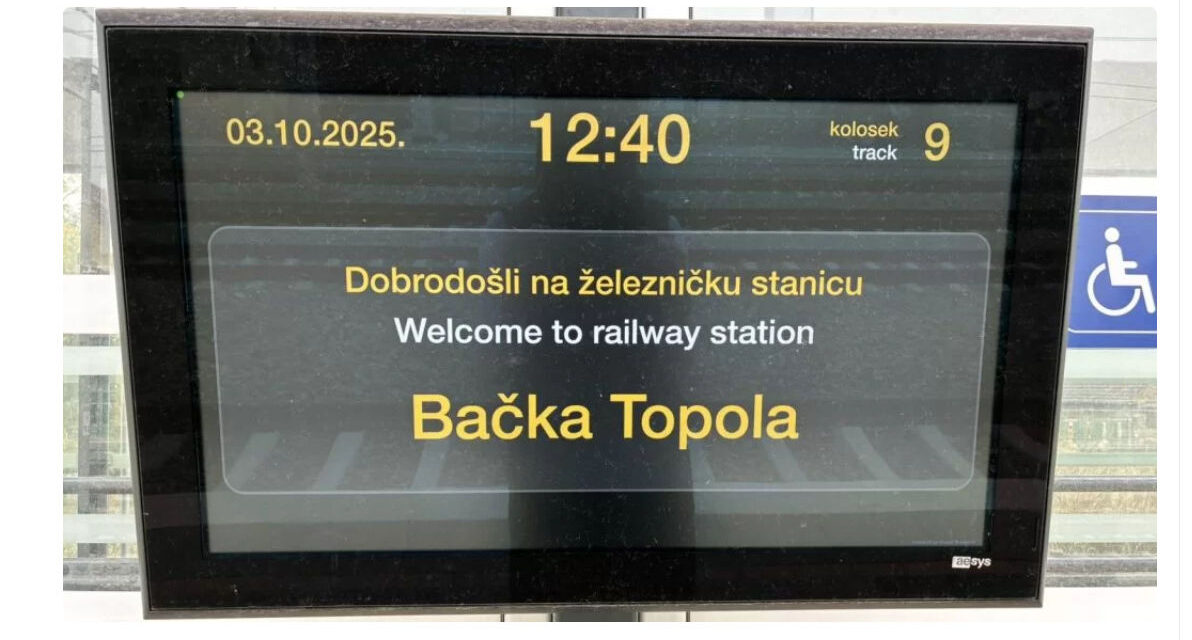 03.10.2025. 12:40 kolosek 9
track
Dobrodošli na železničku stanicu
Welcome to railway station
Bačka Topola
aesys